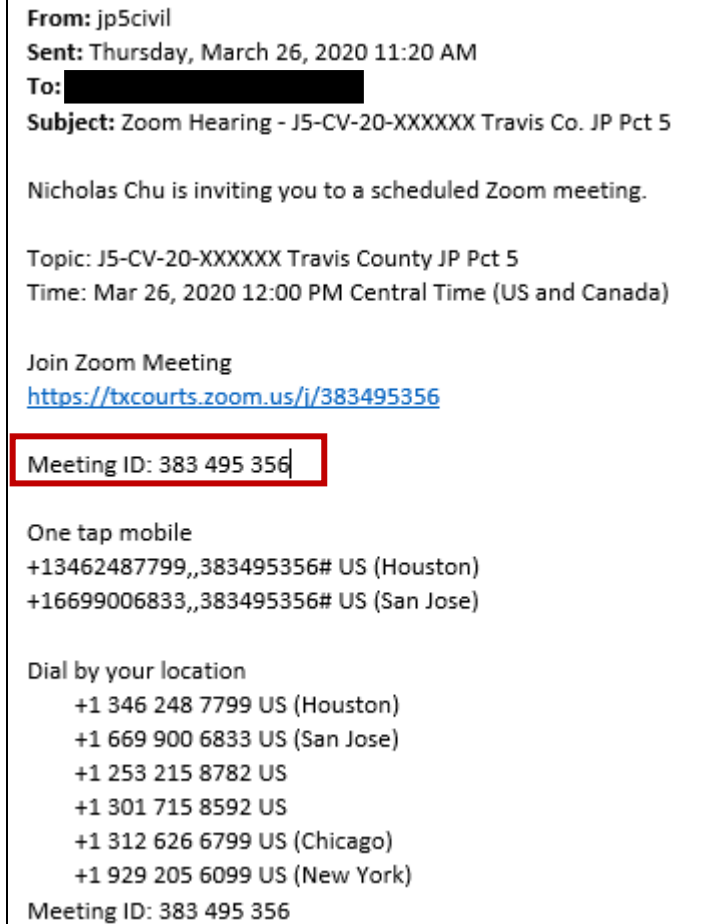 From: jp5civil
Sent: Thursday, March 26, 2020 11:20 AM
To:
Subject: Zoom Hearing - J5-CV-20-XXXXXX Travis Co. JP Pct 5
Nicholas Chu is inviting you to a scheduled Zoom meeting.
Topic: J5-CV-20-XXXXXX Travis County JP Pct 5
Time: Mar 26, 2020 12:00 PM Central Time (US and Canada)
Join Zoom Meeting
https://txcourts.zoom.us/j/383495356
Meeting ID: 383 495 356
One tap mobile
+13462487799,,383495356# US (Houston)
+16699006833,,383495356# US (San Jose)
Dial by your location
+1 346 248 7799 US (Houston)
+1 669 900 6833 US (San Jose)
+1 253 215 8782 US
+1 301 715 8592 US
+1 312 626 6799 US (Chicago)
+1 929 205 6099 US (New York)
Meeting ID: 383 495 356